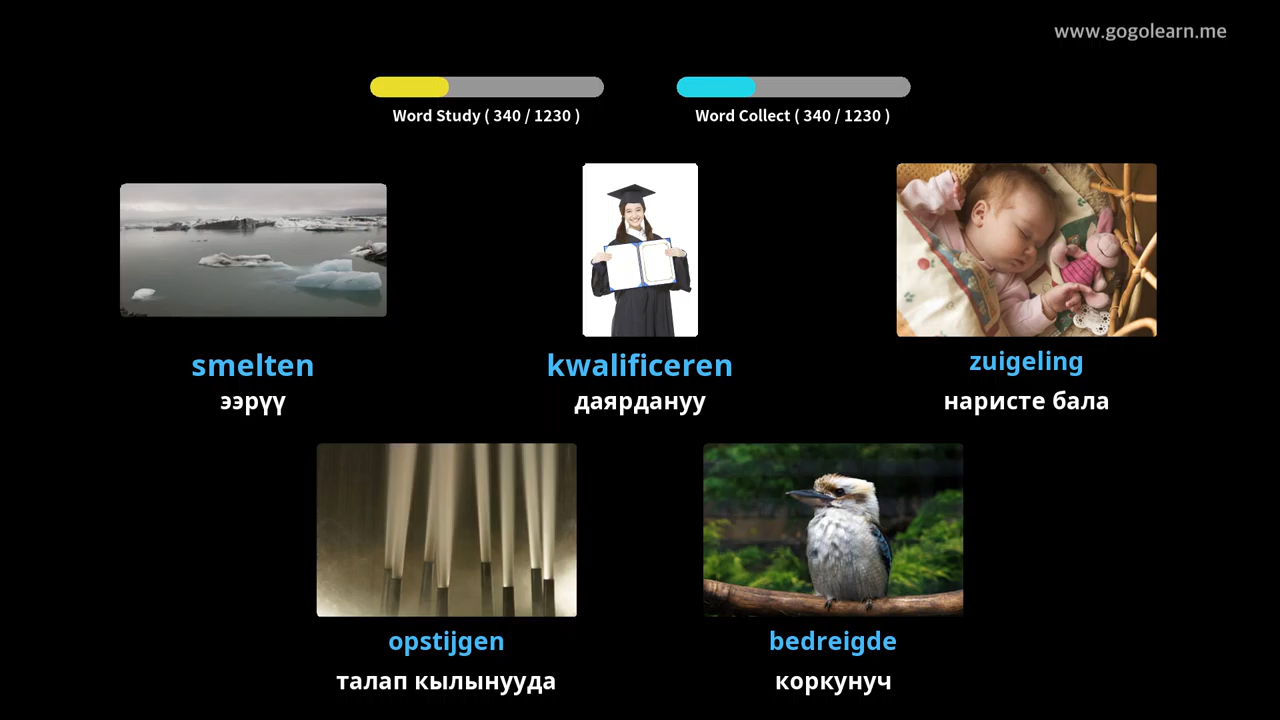 www.gogolearn.me
Word Study ( 340 / 1230 )
Word Collect ( 340 / 1230 )
smelten
ээрүү
kwalificeren
даярдануу
zuigeling
наристе бала
opstijgen
талап кылынууда
bedreigde
коркунуч